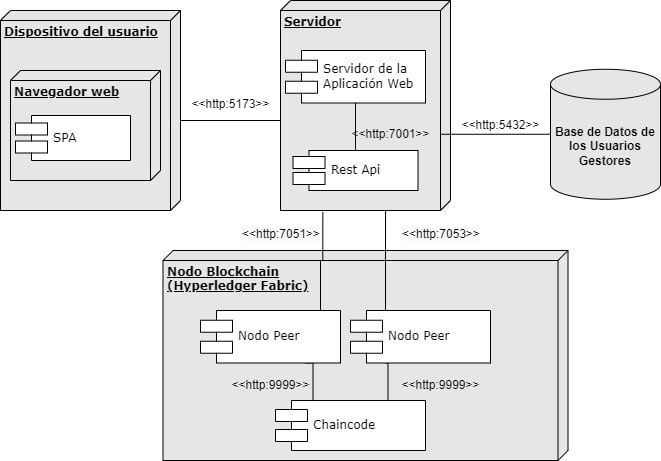 Dispositivo del usuario
Navegador web
SPA
<<http:5173>>
Servidor
Servidor de la
Aplicación Web
<<http:7001>>
Rest Api
<<http:5432>>
Base de Datos de
los Usuarios
Gestores
<<http:7051>>
<<http:7053>>
Nodo Blockchain
(Hyperledger Fabric)
Nodo Peer
Nodo Peer
<<http:9999>>
<<http:9999>>
Chaincode